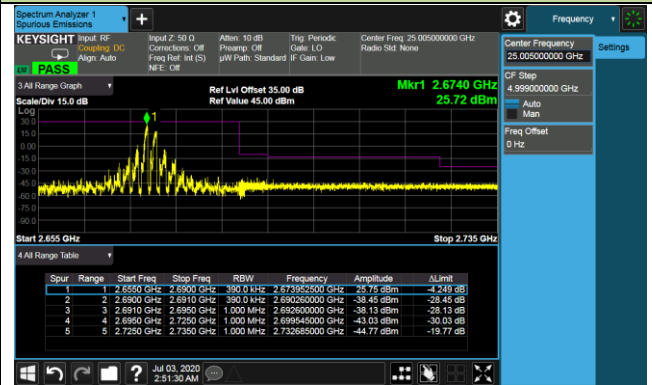 Spectrum Analyzer 1
Spurious Emissions
Frequency
KEYSIGHT
Input: RF
Coupling: DC
Align: Auto
Input Z: 50 Ω
Corrections: Off
Freq Ref: Int (S)
NFE: Off
Atten: 10 dB
Preamp: Off
µW Path: Standard
Trig: Periodic
Gate: LO
IF Gain: Low
Center Freq: 25.005000000 GHz
Radio Std: None
PASS
Center Frequency
25.005000000 GHz
Settings
CF Step
4.999000000 GHz
Auto
Man
Freq Offset
0 Hz
3 All Range Graph
Scale/Div 15.0 dB
Ref Lvl Offset 35.00 dB
Ref Value 45.00 dBm
Mkr1 2.6740 GHz
25.72 dBm
Log
30.0
15.0
0.00
-15.0
-30.0
-45.0
-60.0
-75.0
-90.0
1
Start 2.655 GHz
Stop 2.735 GHz
4 All Range Table
Spur Range Start Freq Stop Freq RBW Frequency Amplitude ΔLimit
1 1 2.6550 GHz 2.6900 GHz 390.0 kHz 2.673952500 GHz 25.75 dBm -4.249 dB
2 2 2.6900 GHz 2.6910 GHz 390.0 kHz 2.690260000 GHz -38.45 dBm -28.45 dB
3 3 2.6910 GHz 2.6950 GHz 1.000 MHz 2.692600000 GHz -38.13 dBm -28.13 dB
4 4 2.6950 GHz 2.7250 GHz 1.000 MHz 2.699545000 GHz -43.03 dBm -30.03 dB
5 5 2.7250 GHz 2.7350 GHz 1.000 MHz 2.732685000 GHz -44.77 dBm -19.77 dB
Jul 03, 2020
2:51:30 AM